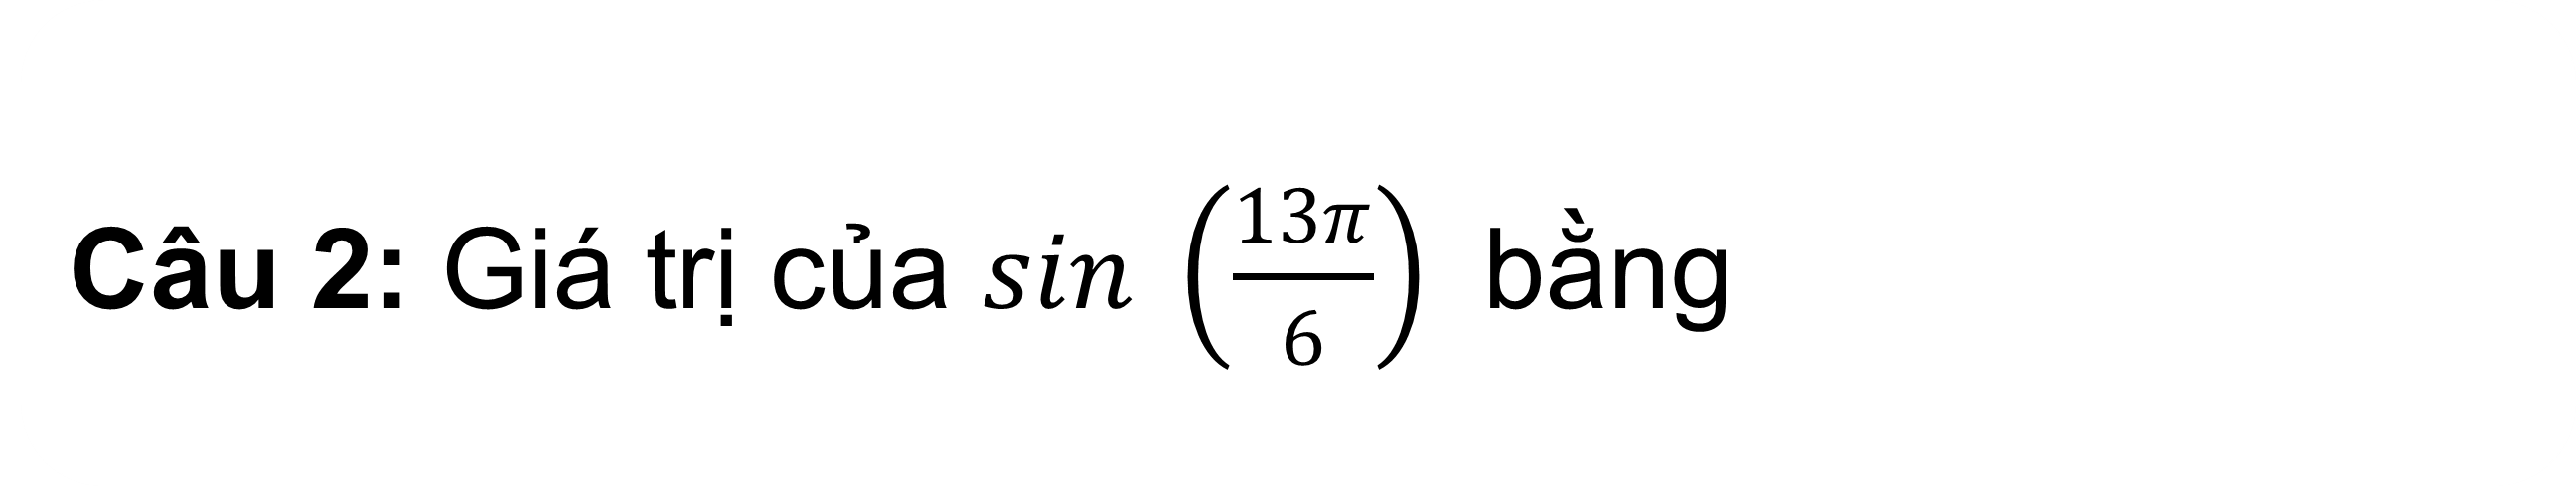 Câu 2: Giá trị của sin (13π/6) bằng